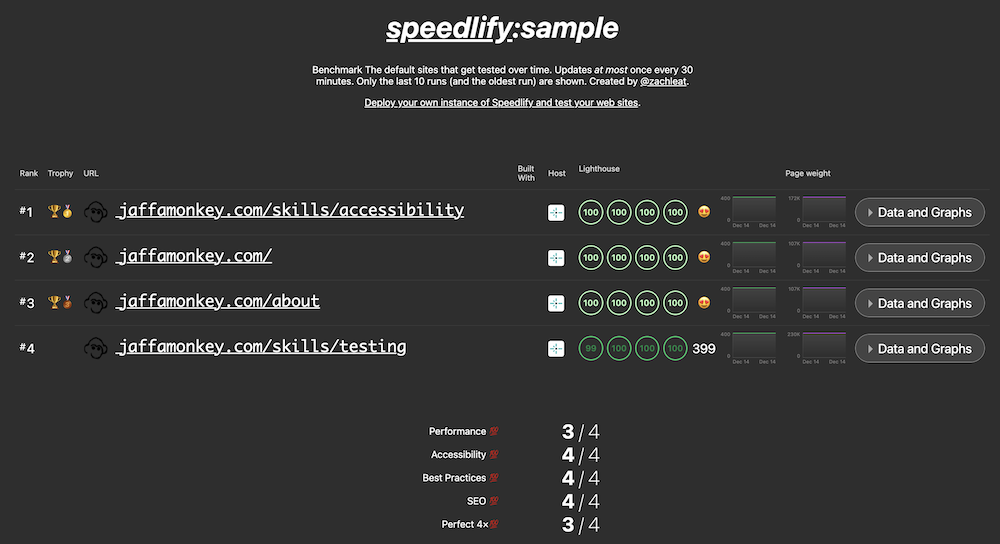 speedlify:sample
Benchmark The default sites that get tested over time. Updates at most once every 30
minutes. Only the last 10 runs (and the oldest run) are shown. Created by @zachleat.
Deploy your own instance of Speedlify and test your web sites.
Rank Trophy URL Built With Host Lighthouse Page weight
#1 jaffamonkey.com/skills/accessibility 100 100 100 100 400 0 Dec 14 Dec 14 172K 0 Dec 14 Dec 14 Data and Graphs
#2 jaffamonkey.com/ 100 100 100 100 400 0 Dec 14 Dec 14 107K 0 Dec 14 Dec 14 Data and Graphs
#3 jaffamonkey.com/about 100 100 100 100 400 0 Dec 14 Dec 14 107K 0 Dec 14 Dec 14 Data and Graphs
#4 jaffamonkey.com/skills/testing 99 100 100 100 399 400 0 Dec 14 Dec 14 230K 0 Dec 14 Dec 14 Data and Graphs
Performance 💯 3 / 4
Accessibility 💯 4 / 4
Best Practices 💯 4 / 4
SEO 💯 4 / 4
Perfect 4×💯 3 / 4